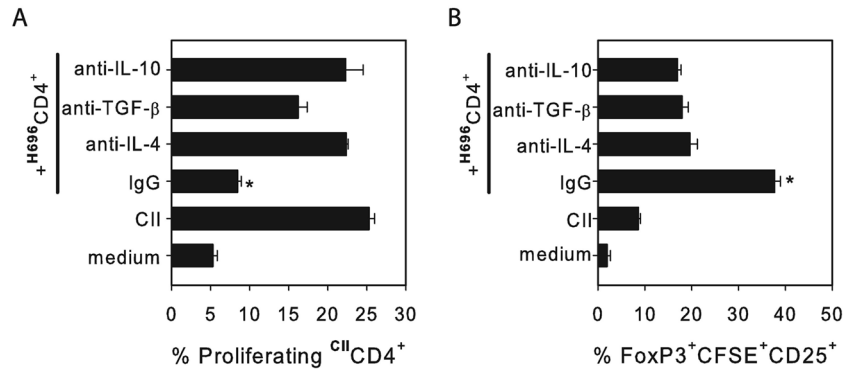 A
+ H696CD4+
anti-IL-10
anti-TGF-β
anti-IL-4
IgG
CII
medium
*
0 5 10 15 20 25 30
% Proliferating CIICD4+
B
+ H696CD4+
anti-IL-10
anti-TGF-β
anti-IL-4
IgG
CII
medium
*
0 10 20 30 40 50
% FoxP3+CFSE+CD25+